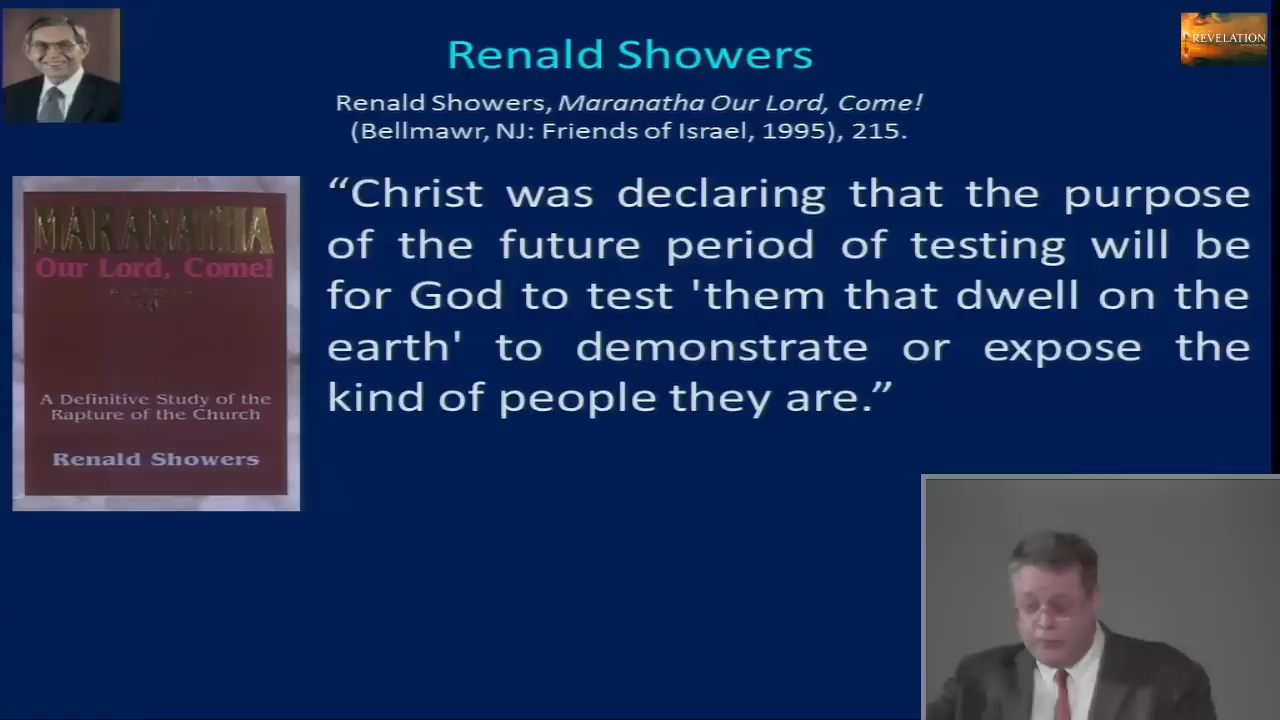 Renald Showers
REVELATION
Renald Showers, Maranatha Our Lord, Come!
(Bellmawr, NJ: Friends of Israel, 1995), 215.
“Christ was declaring that the purpose
of the future period of testing will be
for God to test 'them that dwell on the
earth' to demonstrate or expose the
kind of people they are.”
MARANATHA
Our Lord, Come!
A Definitive Study of the
Rapture of the Church
Renald Showers